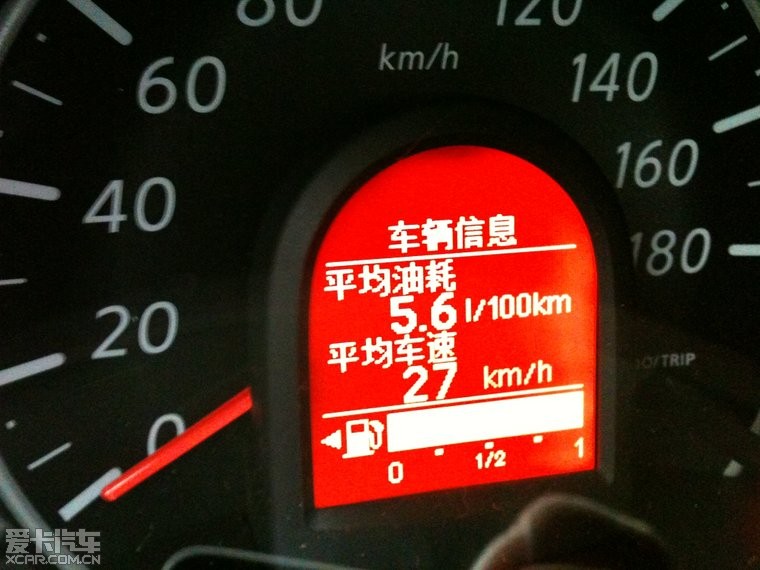 80
120
km/h
60
140
160
40
车辆信息
180
平均油耗
5.6 l/100km
20
平均车速
/TRIP
27 km/h
0
0 1/2 1
爱卡汽车
XCAR.COM.CN